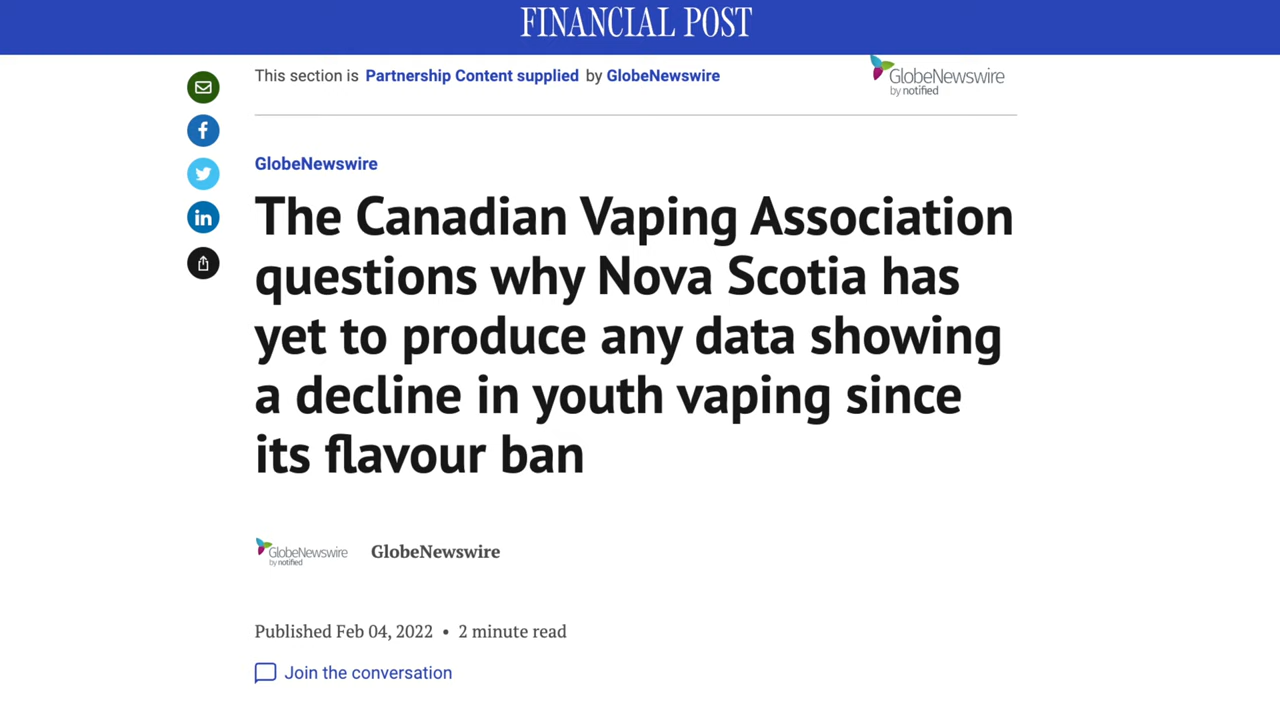 FINANCIAL POST
This section is Partnership Content supplied by GlobeNewswire
GlobeNewswire
by notified
GlobeNewswire
The Canadian Vaping Association
questions why Nova Scotia has
yet to produce any data showing
a decline in youth vaping since
its flavour ban
GlobeNewswire
by notified
GlobeNewswire
Published Feb 04, 2022 • 2 minute read
Join the conversation